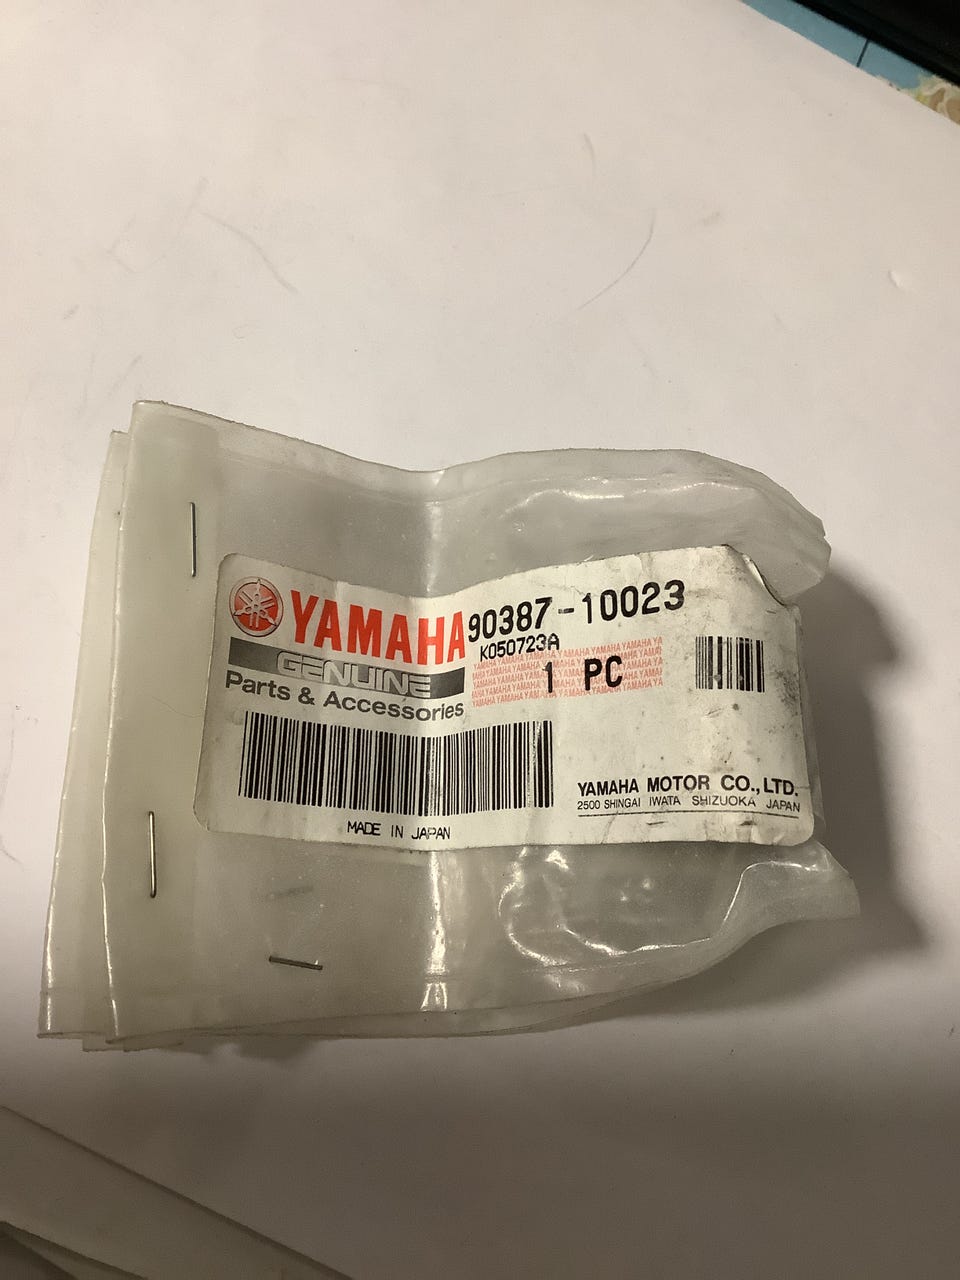 YAMAHA 90387-10023
K050723A
GENUINE
1 PC
Parts & Accessories
YAMAHA MOTOR CO., LTD.
2500 SHINGAI IWATA SHIZUOKA JAPAN
MADE IN JAPAN